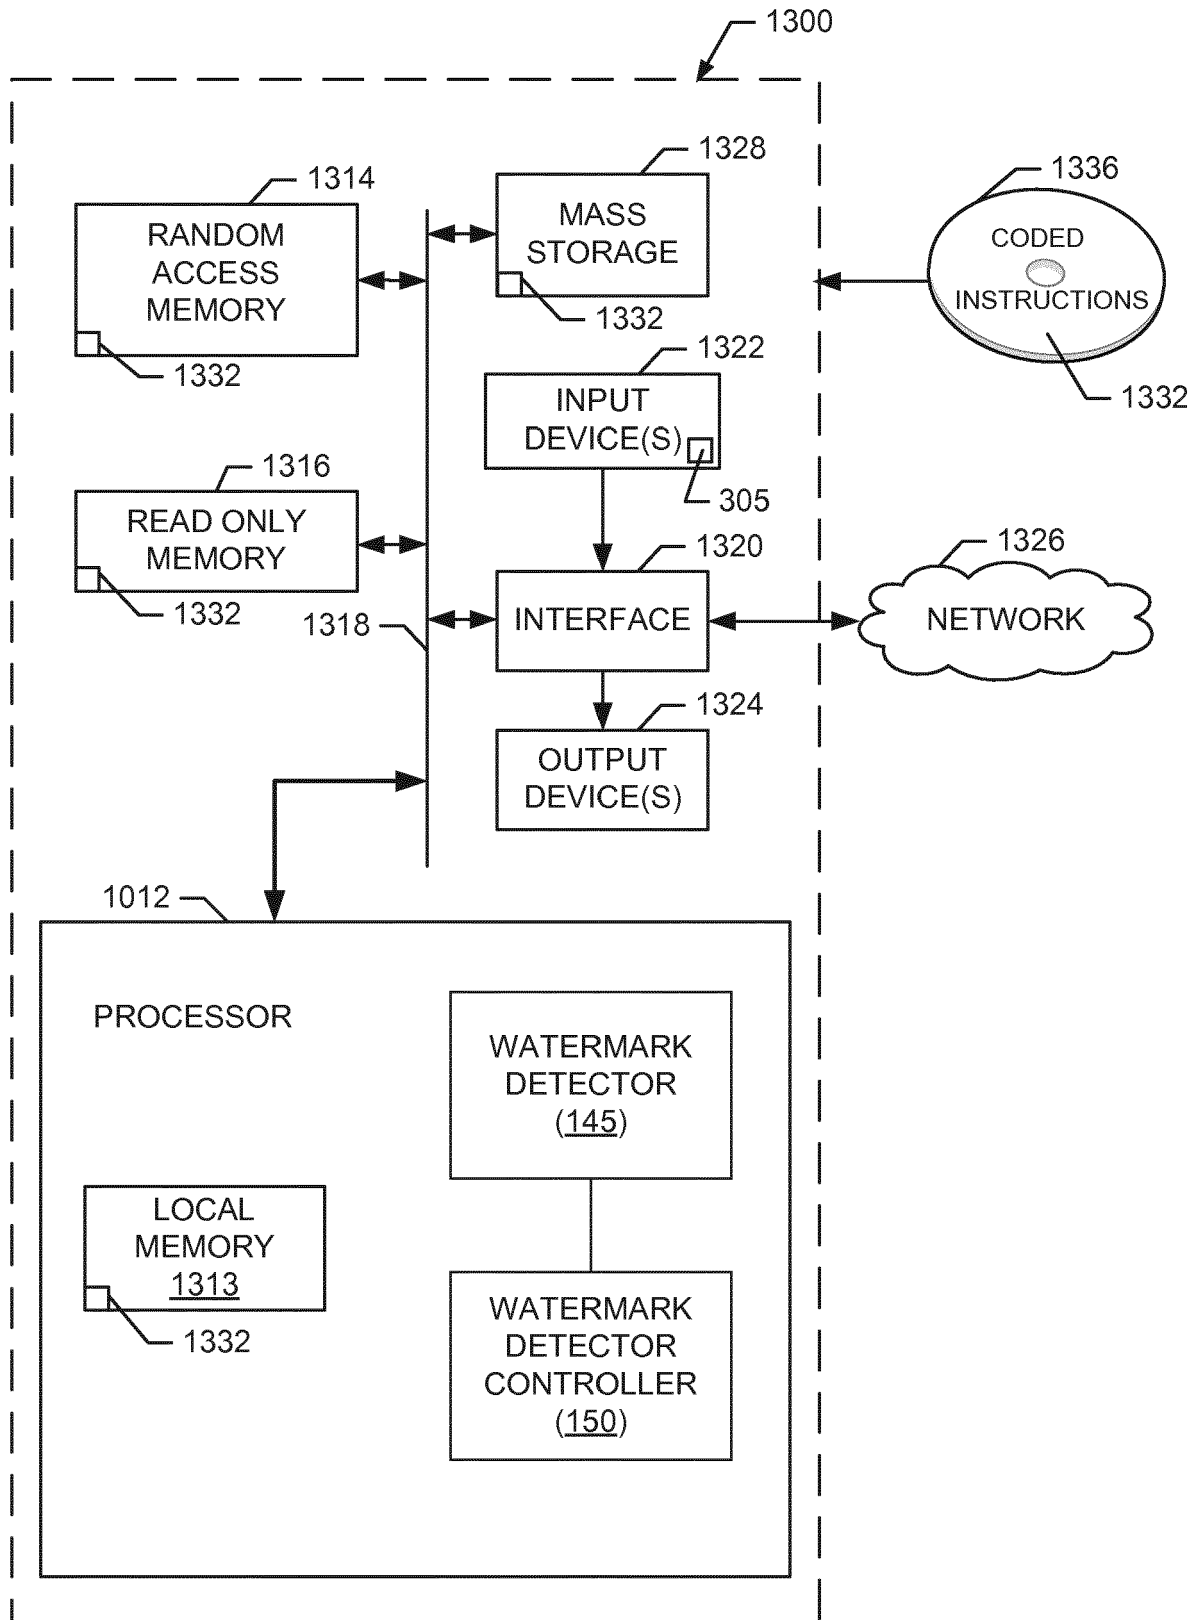 1300
1328
MASS
STORAGE
1332
1314
RANDOM
ACCESS
MEMORY
1332
1336
CODED
INSTRUCTIONS
1332
1322
INPUT
DEVICE(S)
305
1316
READ ONLY
MEMORY
1332
1318
1320
INTERFACE
1326
NETWORK
1324
OUTPUT
DEVICE(S)
1012
PROCESSOR
WATERMARK
DETECTOR
(145)
LOCAL
MEMORY
1313
1332
WATERMARK
DETECTOR
CONTROLLER
(150)